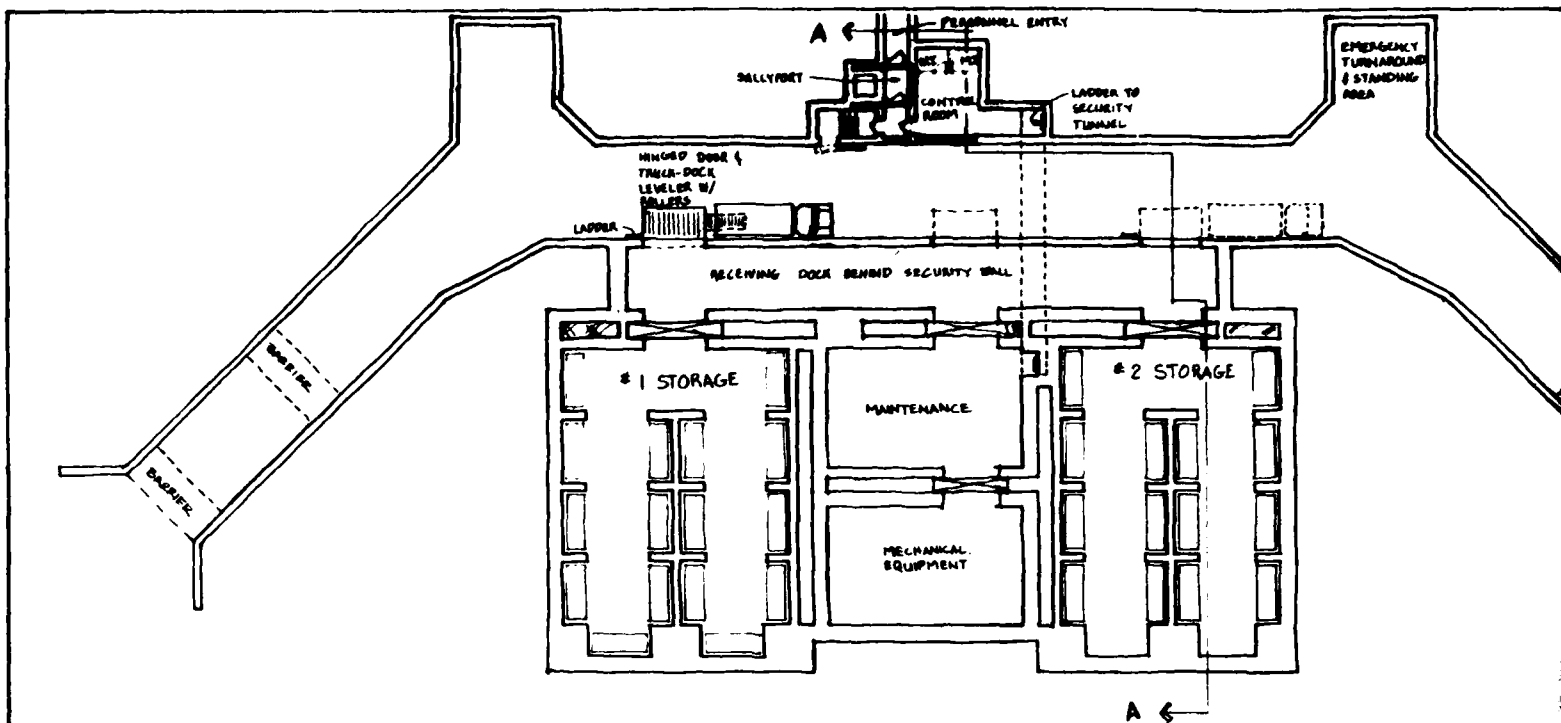 A
PERSONNEL ENTRY
SALLYPORT
CONTROL
ROOM
LADDER TO
SECURITY
TUNNEL
EMERGENCY
TURNAROUND
& STANDING
AREA
HINGED DOOR &
TRUCK-DOCK
LEVELER W/
ROLLERS
LADDER
RECEIVING DOCK BEHIND SECURITY WALL
BARRIER
BARRIER
#1 STORAGE
MAINTENANCE
#2 STORAGE
MECHANICAL
EQUIPMENT
A